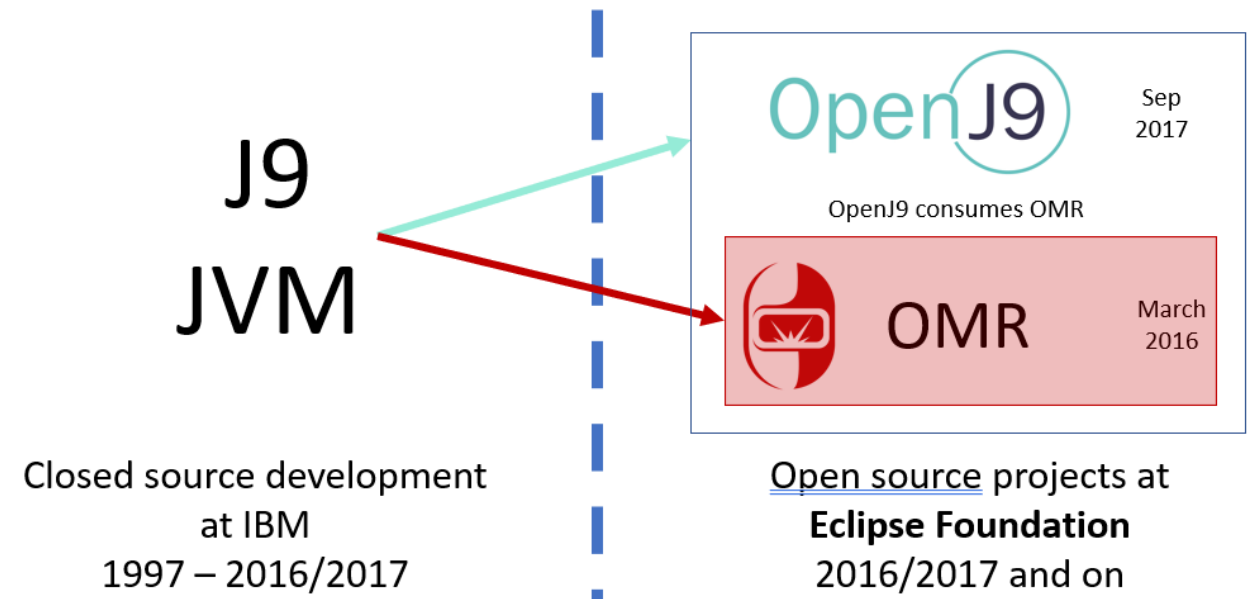 J9
JVM
Closed source development
at IBM
1997 – 2016/2017
OpenJ9
Sep
2017
OpenJ9 consumes OMR
OMR
March
2016
Open source projects at
Eclipse Foundation
2016/2017 and on